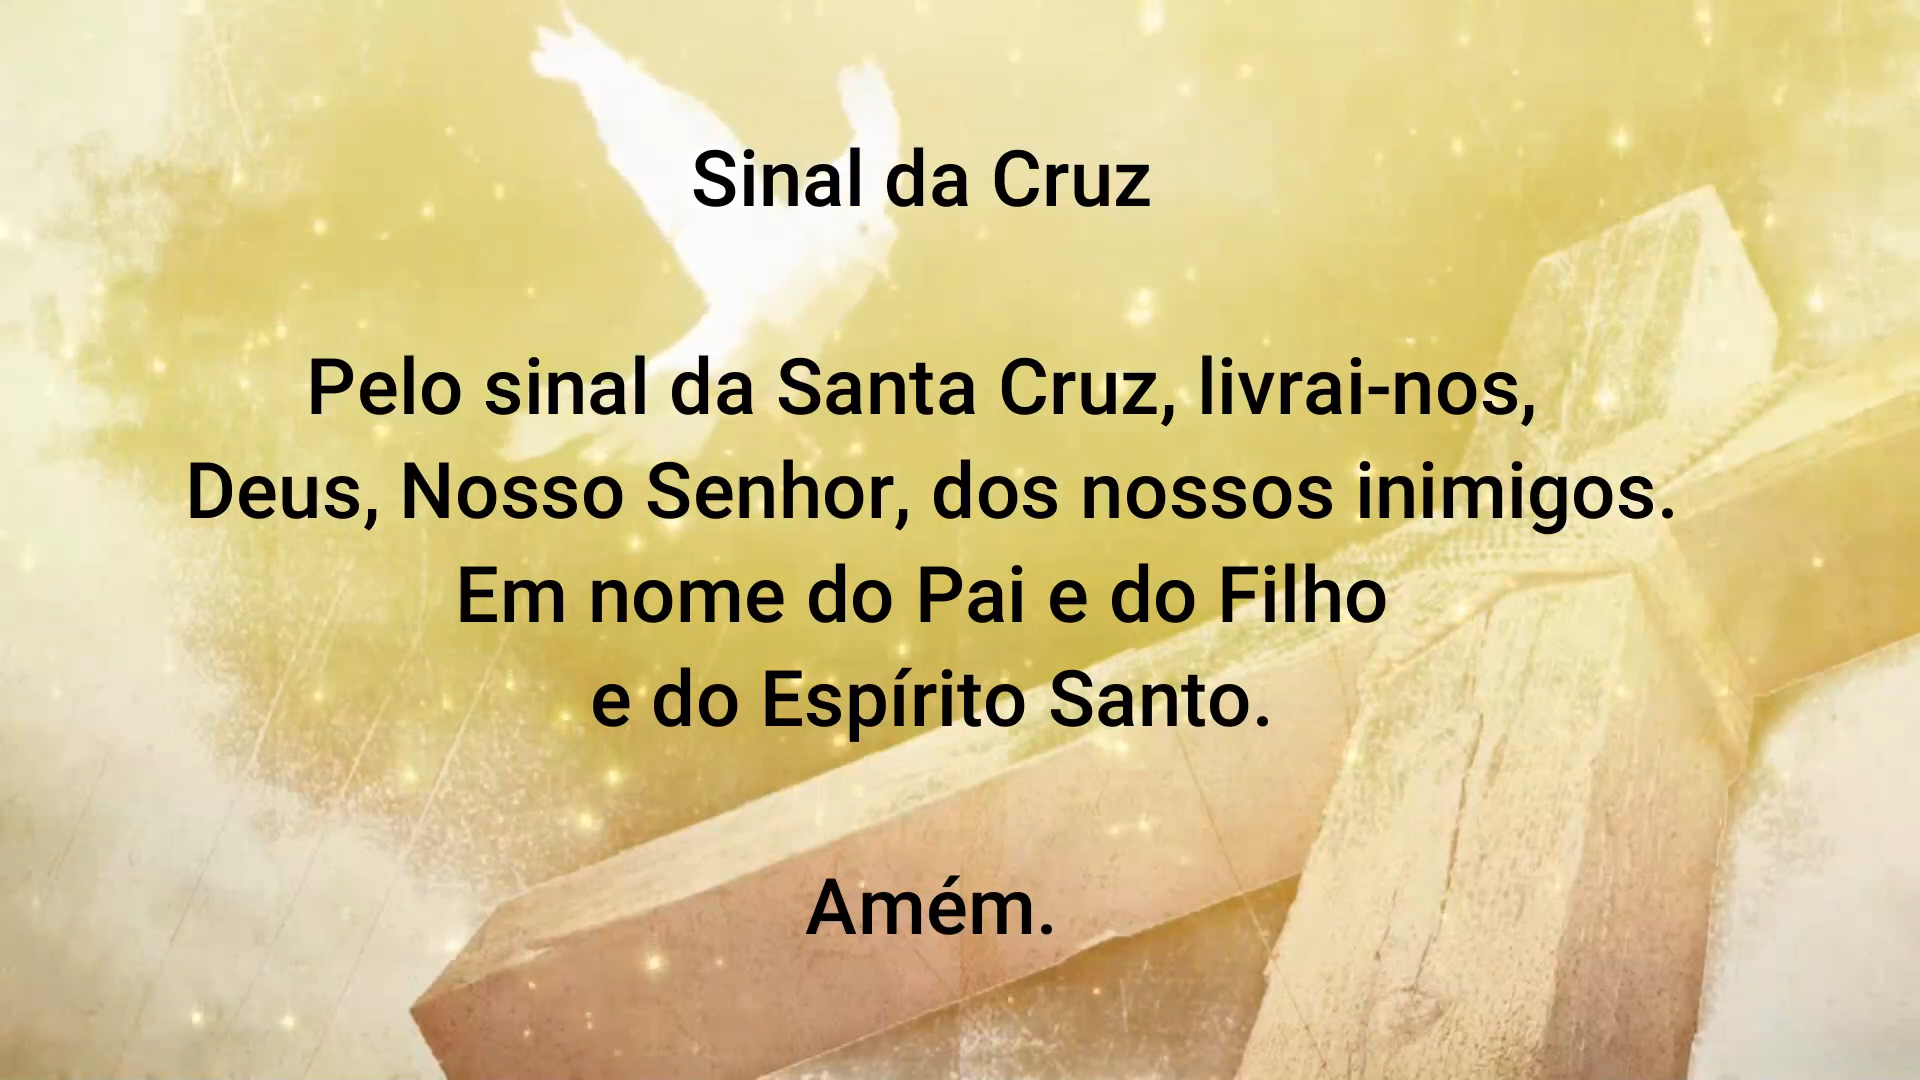 Sinal da Cruz
Pelo sinal da Santa Cruz, livrai-nos,
Deus, Nosso Senhor, dos nossos inimigos.
Em nome do Pai e do Filho
e do Espírito Santo.
Amém.